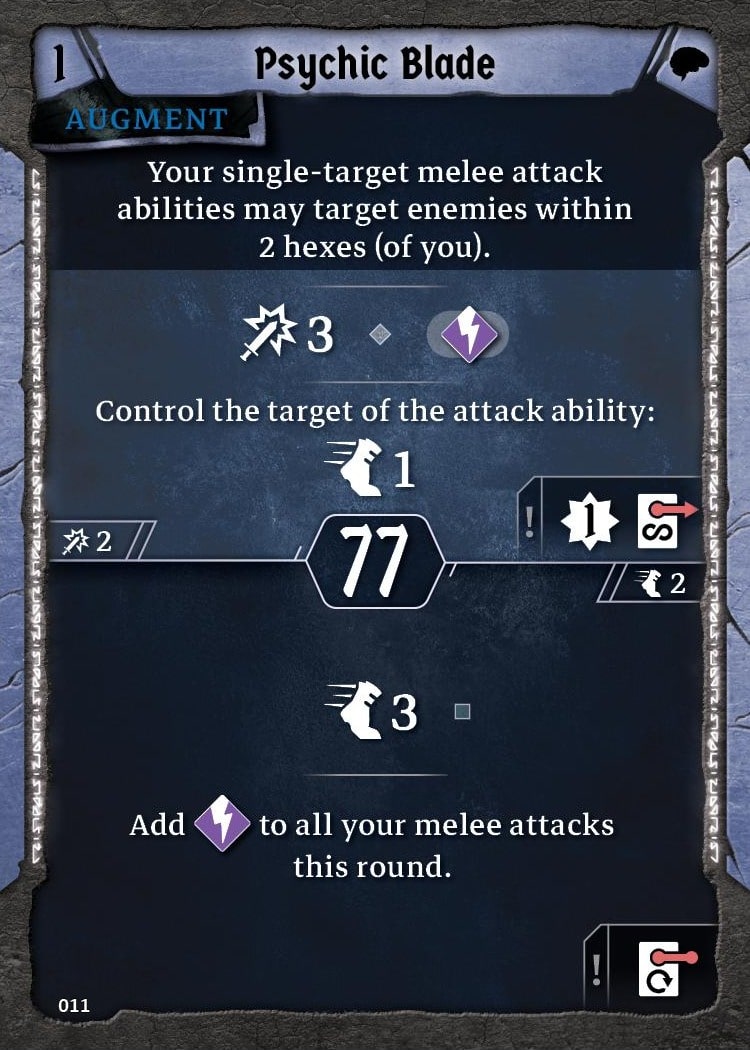 1
Psychic Blade
AUGMENT
Your single-target melee attack
abilities may target enemies within
2 hexes (of you).
3
Control the target of the attack ability:
1
! 1
2
77
2
3
Add to all your melee attacks
this round.
!
011